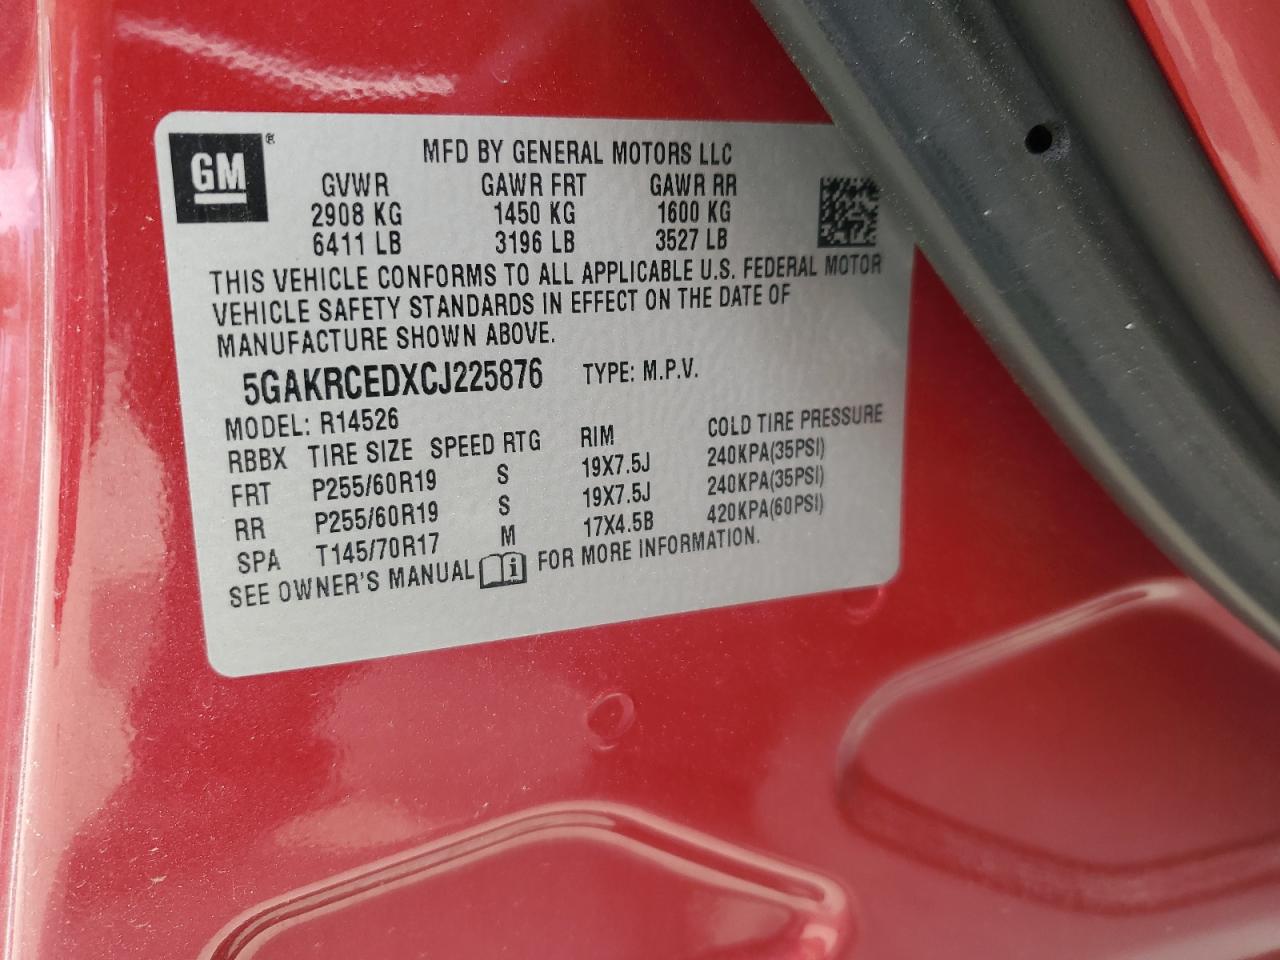 GM®
MFD BY GENERAL MOTORS LLC
GVWR GAWR FRT GAWR RR
2908 KG 1450 KG 1600 KG
6411 LB 3196 LB 3527 LB
THIS VEHICLE CONFORMS TO ALL APPLICABLE U.S. FEDERAL MOTOR
VEHICLE SAFETY STANDARDS IN EFFECT ON THE DATE OF
MANUFACTURE SHOWN ABOVE.
5GAKRCEDXCJ225876 TYPE: M.P.V.
MODEL: R14526
RBBX TIRE SIZE SPEED RTG RIM COLD TIRE PRESSURE
FRT P255/60R19 S 19X7.5J 240KPA(35PSI)
RR P255/60R19 S 19X7.5J 240KPA(35PSI)
SPA T145/70R17 M 17X4.5B 420KPA(60PSI)
SEE OWNER'S MANUAL i FOR MORE INFORMATION.